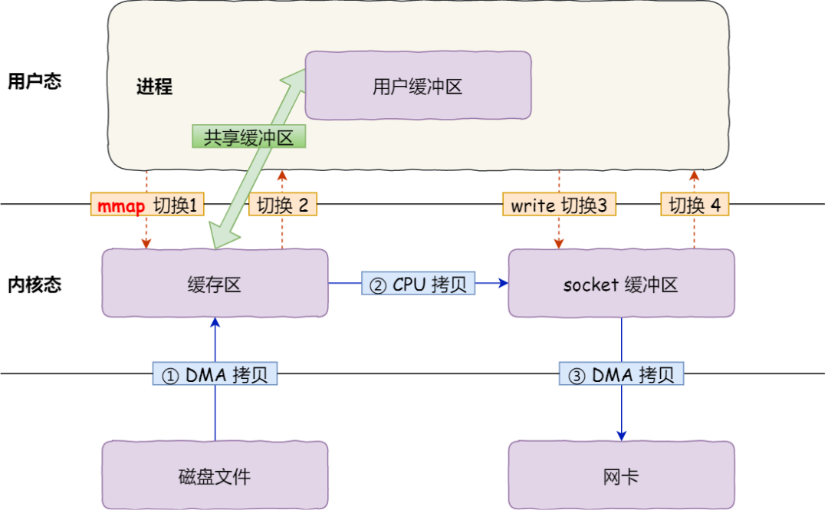 用户态
进程
用户缓冲区
共享缓冲区
mmap 切换1
切换 2
write 切换3
切换 4
内核态
缓存区
② CPU 拷贝
socket 缓冲区
① DMA 拷贝
③ DMA 拷贝
磁盘文件
网卡